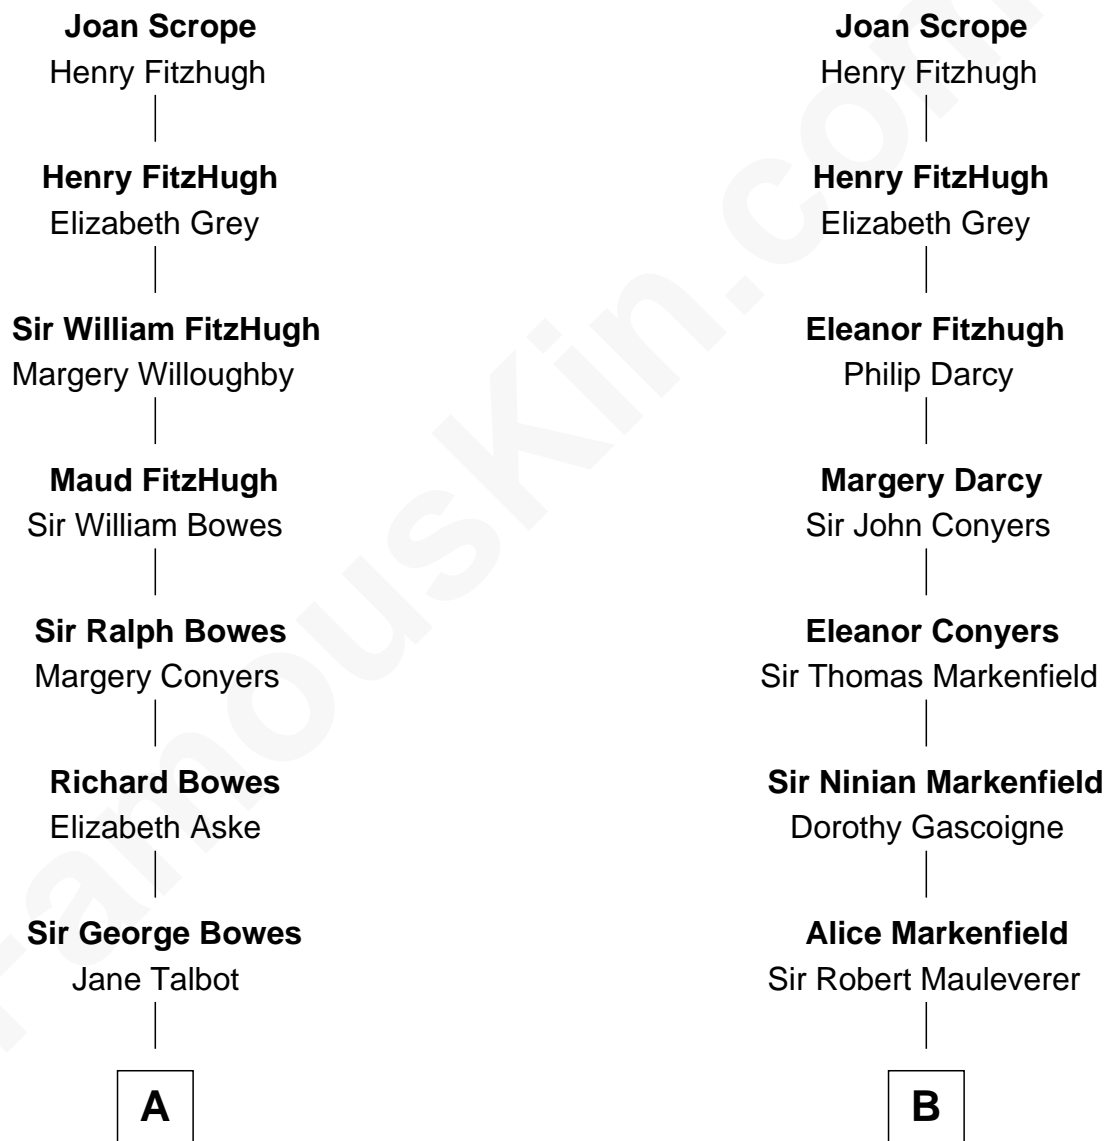 Joan Scrope
Henry Fitzhugh
Henry FitzHugh
Elizabeth Grey
Sir William FitzHugh
Margery Willoughby
Maud FitzHugh
Sir William Bowes
Sir Ralph Bowes
Margery Conyers
Richard Bowes
Elizabeth Aske
Sir George Bowes
Jane Talbot
A
Joan Scrope
Henry Fitzhugh
Henry FitzHugh
Elizabeth Grey
Eleanor Fitzhugh
Philip Darcy
Margery Darcy
Sir John Conyers
Eleanor Conyers
Sir Thomas Markenfield
Sir Ninian Markenfield
Dorothy Gascoigne
Alice Markenfield
Sir Robert Mauleverer
B
FamousKin.com